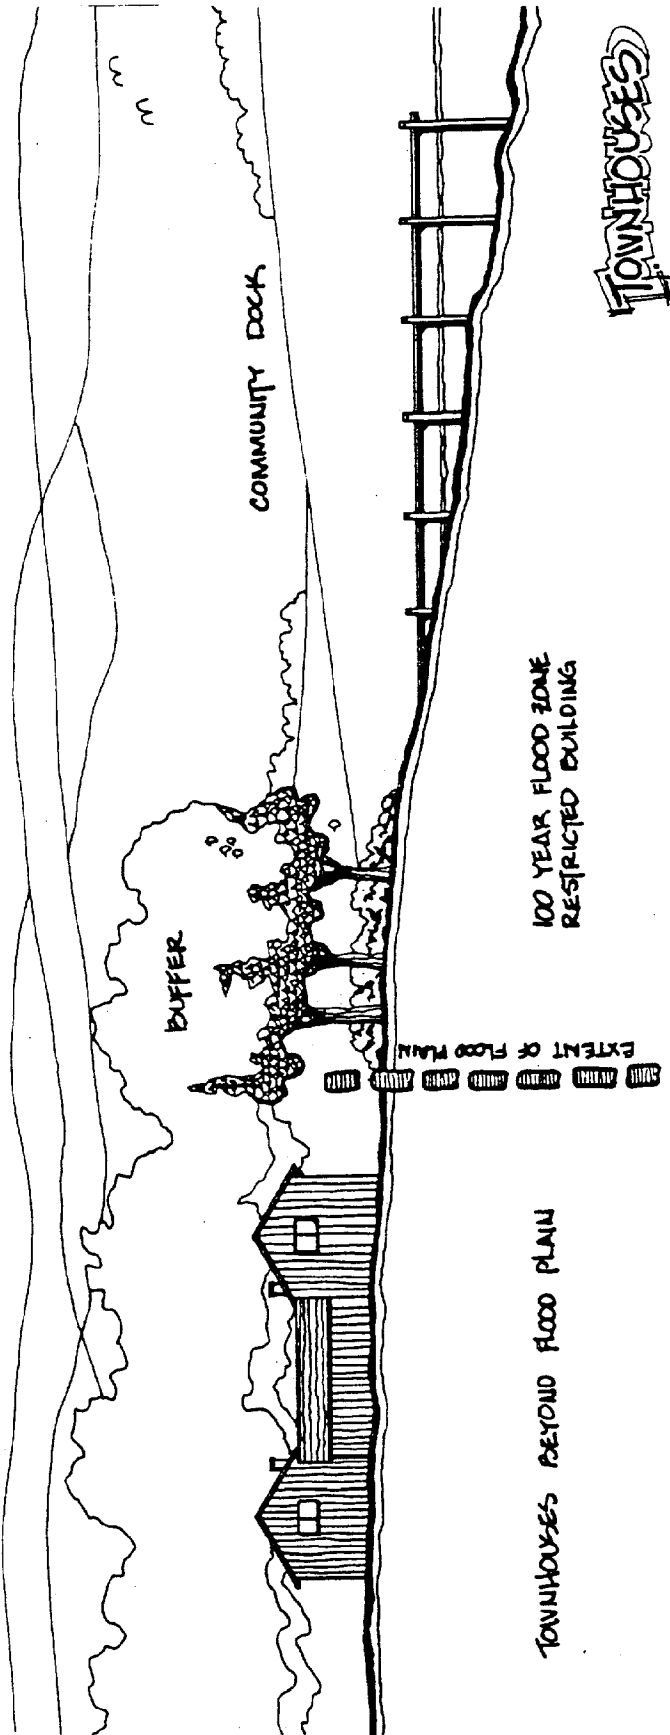 TOWNHOUSES
COMMUNITY DOCK
BUFFER
EXTENT OF FLOOD PLAIN
100 YEAR FLOOD ZONE
RESTRICTED BUILDING
TOWNHOUSES BEYOND FLOOD PLAIN